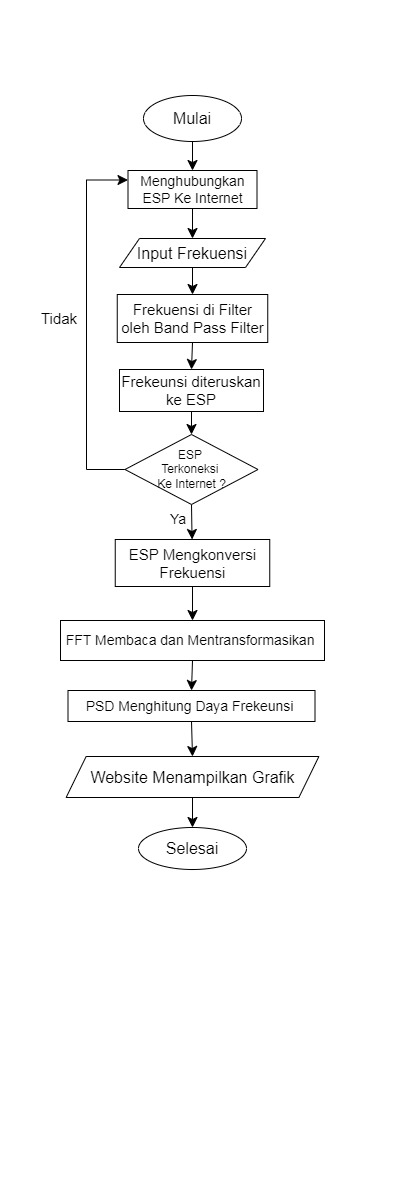 Mulai
Menghubungkan
ESP Ke Internet
Input Frekuensi
Tidak
Frekuensi di Filter
oleh Band Pass Filter
Frekeunsi diteruskan
ke ESP
ESP
Terkoneksi
Ke Internet ?
Ya
ESP Mengkonversi
Frekuensi
FFT Membaca dan Mentransformasikan
PSD Menghitung Daya Frekeunsi
Website Menampilkan Grafik
Selesai